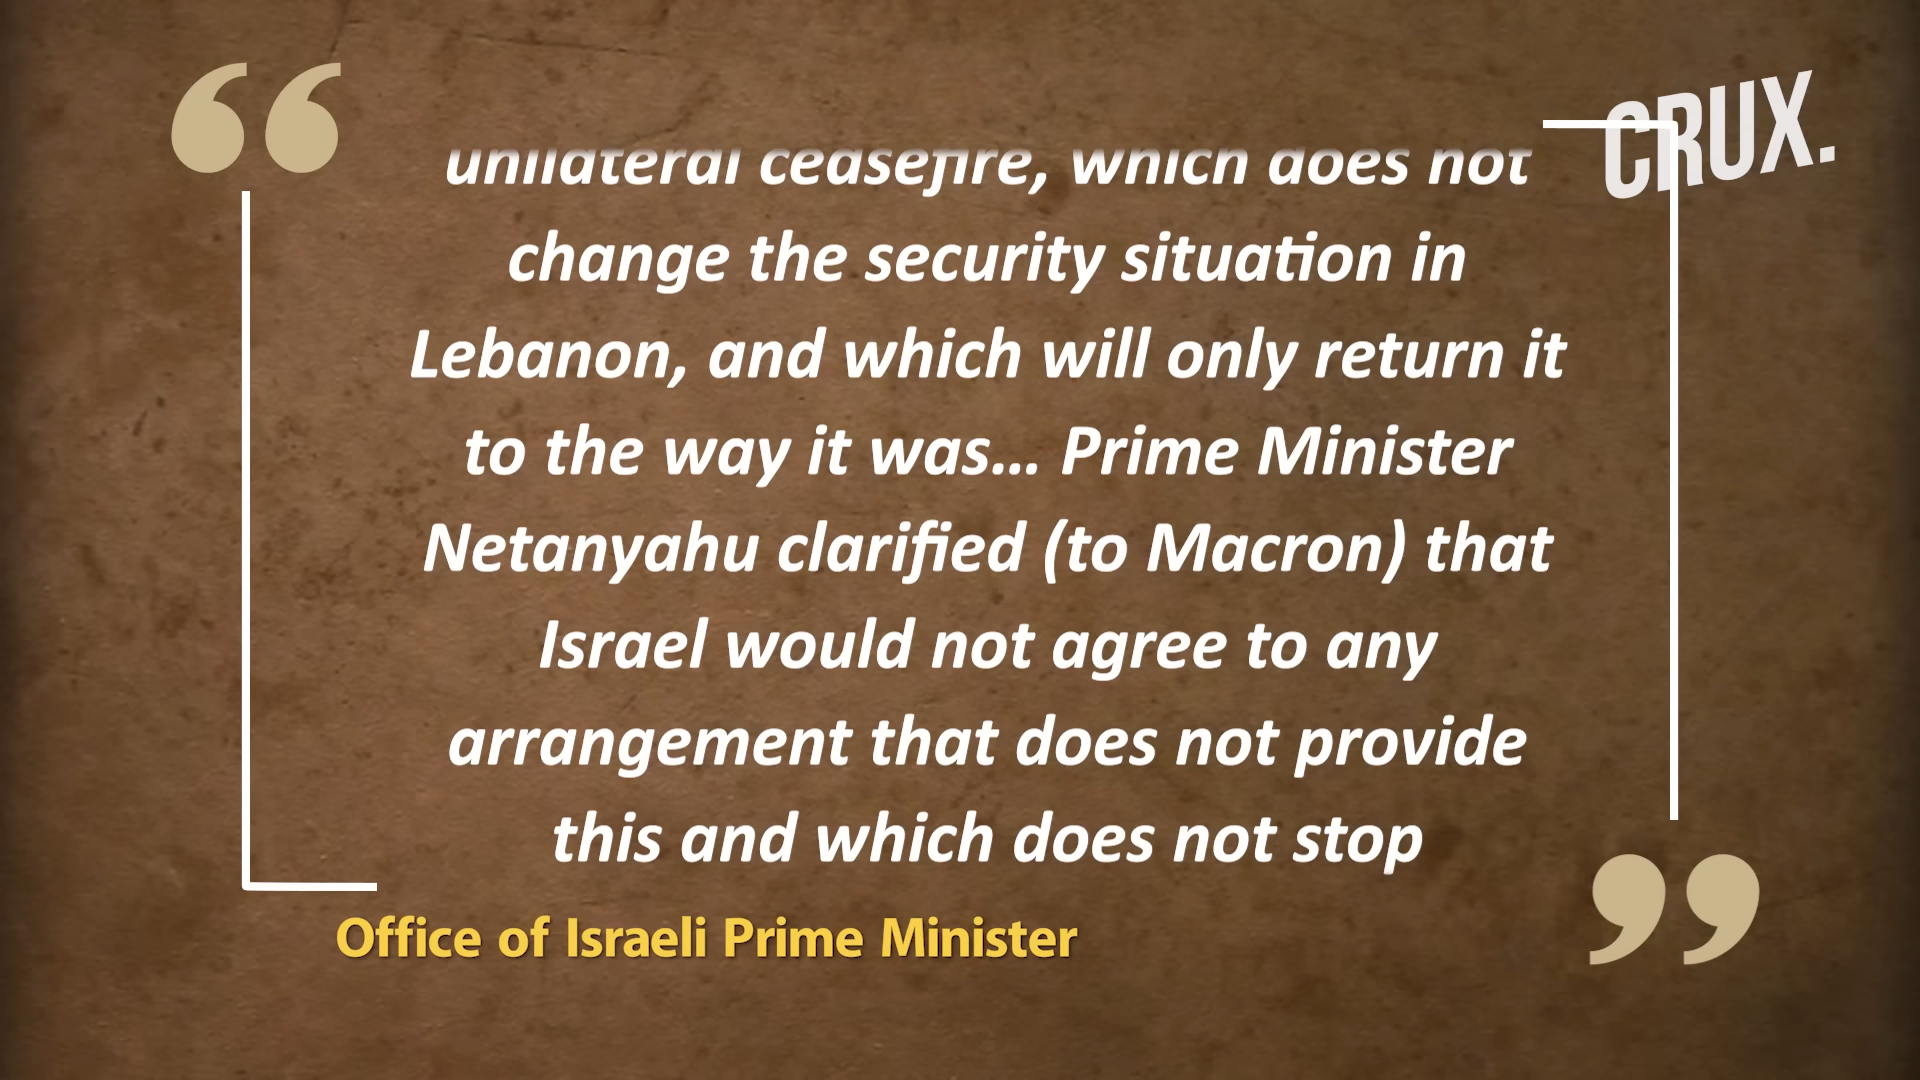 CRUX.
unilateral ceasefire, which does not
change the security situation in
Lebanon, and which will only return it
to the way it was... Prime Minister
Netanyahu clarified (to Macron) that
Israel would not agree to any
arrangement that does not provide
this and which does not stop
Office of Israeli Prime Minister